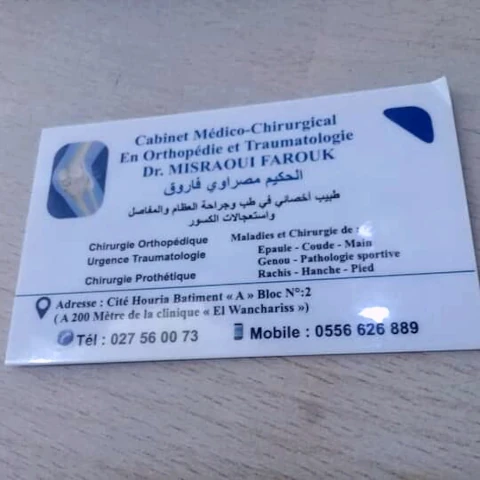 Cabinet Médico-Chirurgical
En Orthopédie et Traumatologie
Dr. MISRAOUI FAROUK
الحكيم مصراوي فاروق
طبيب أخصائي في طب وجراحة العظام والمفاصل
واستعجالات الكسور
Chirurgie Orthopédique
Urgence Traumatologie
Chirurgie Prothétique
Maladies et Chirurgie de :
Epaule - Coude - Main
Genou - Pathologie sportive
Rachis - Hanche - Pied
Adresse : Cité Houria Batiment « A » Bloc N°:2
( A 200 Mètre de la clinique « El Wanchariss »)
Tél : 027 56 00 73
Mobile : 0556 626 889